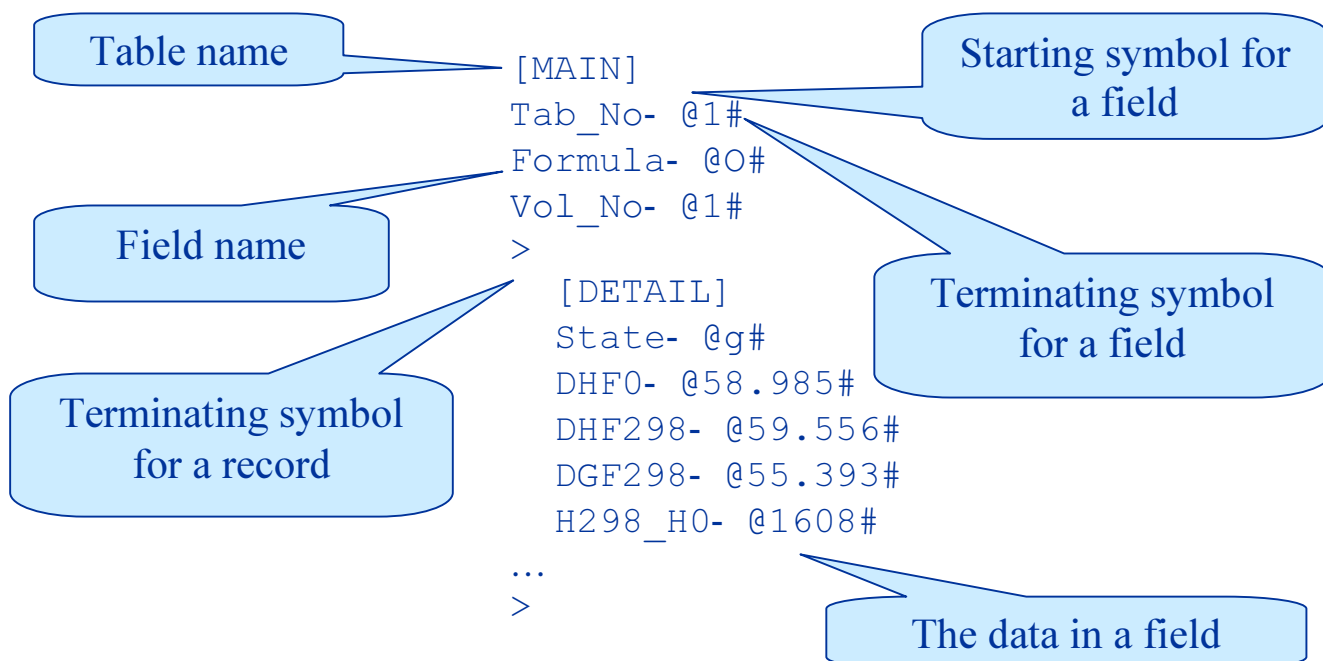 Table name
[MAIN]
Starting symbol for
a field
Tab_No- @1#
Formula- @O#
Vol_No- @1#
Field name
>
[DETAIL]
Terminating symbol
for a field
State- @g#
DHF0- @58.985#
Terminating symbol
for a record
DHF298- @59.556#
DGF298- @55.393#
H298_H0- @1608#
...
>
The data in a field